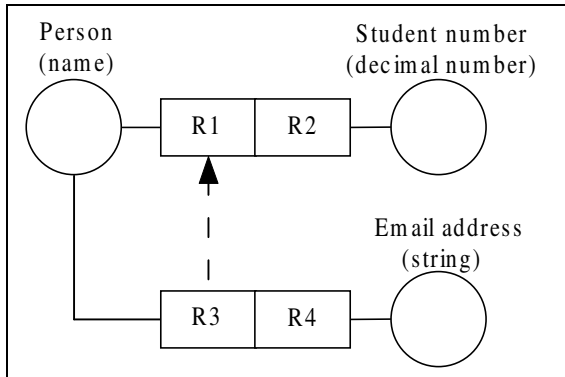 Person
(name)
Student number
(decimal number)
R1 R2
Email address
(string)
R3 R4